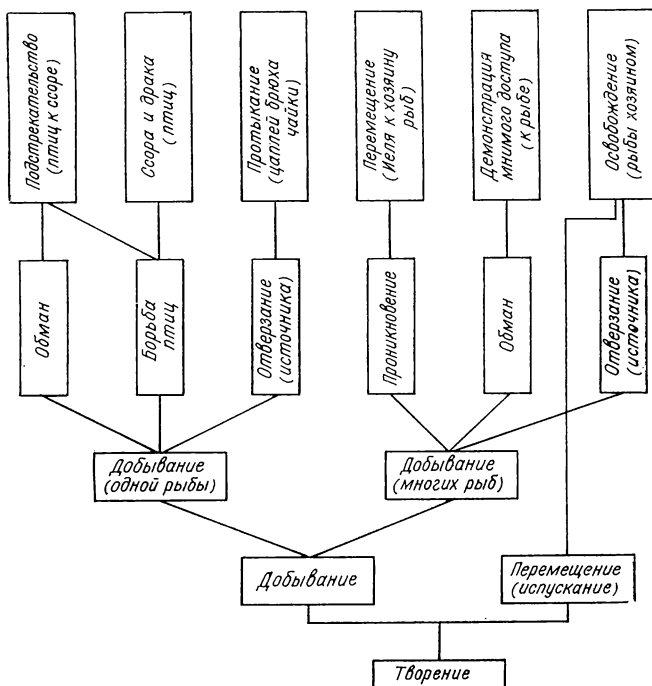 Подстрекательство
(птиц к ссоре)
Ссора и драка
(птиц)
Протыкание
(цаплей брюха
чайки)
Перемещение
(Йеля к хозяину
рыб)
Демонстрация
мнимого доступа
(к рыбе)
Освобождение
(рыбы хозяином)
Обман
Борьба
птиц
Отверзание
(источника)
Проникновение
Обман
Отверзание
(источника)
Добывание
(одной рыбы)
Добывание
(многих рыб)
Добывание
Перемещение
(испускание)
Творение